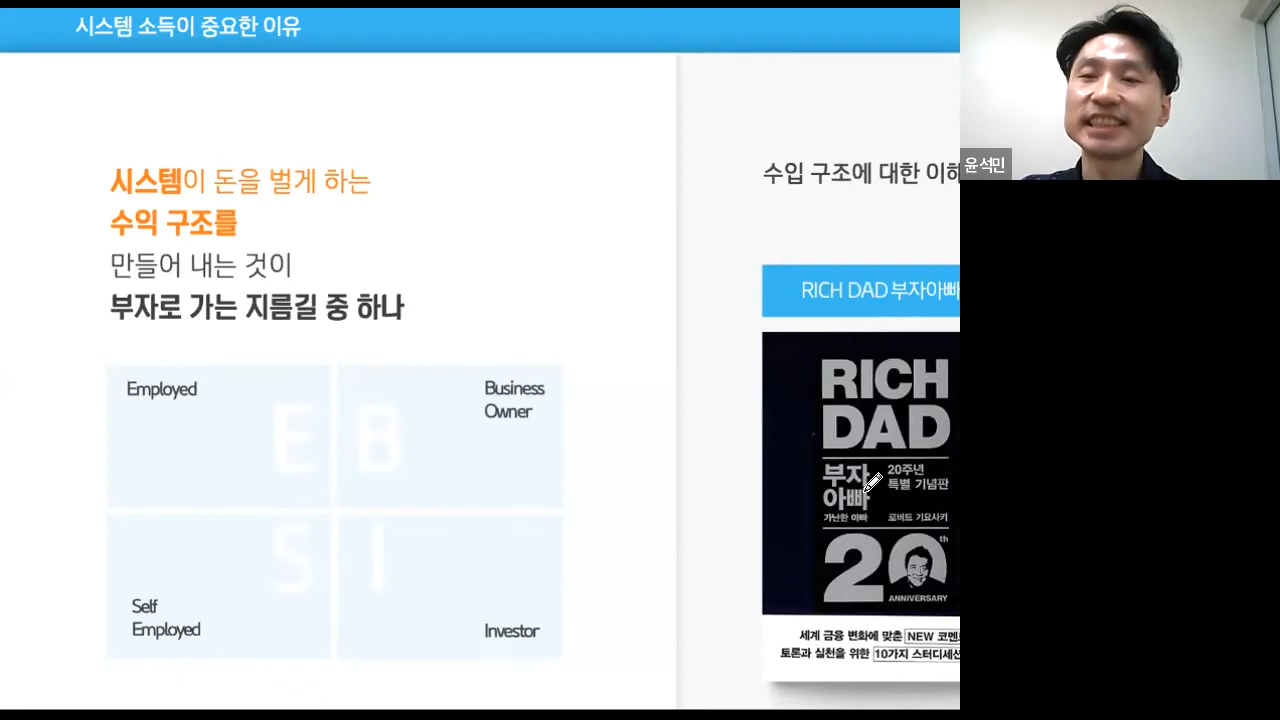 시스템 소득이 중요한 이유
시스템이 돈을 벌게 하는
수익 구조를
만들어 내는 것이
부자로 가는 지름길 중 하나
Employed
Business
Owner
E B
S I
Self
Employed
Investor
수입 구조에 대한 이해
RICH DAD 부자아빠
RICH
DAD
부자
아빠
가난한 아빠
20주년
특별 기념판
로버트 기요사키
20th
ANNIVERSARY
세계 금융 변화에 맞춘 NEW 코멘
토론과 실천을 위한 10가지 스터디세션
윤석민